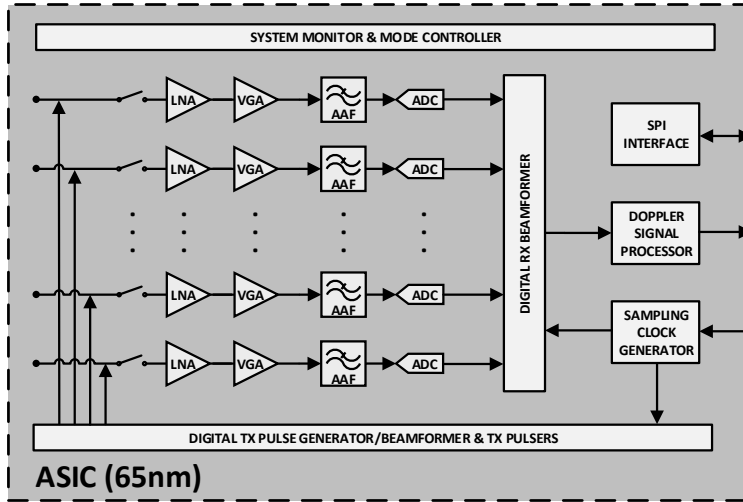 SYSTEM MONITOR & MODE CONTROLLER
LNA VGA AAF ADC
LNA VGA AAF ADC
LNA VGA AAF ADC
LNA VGA AAF ADC
DIGITAL RX BEAMFORMER
SPI
INTERFACE
DOPPLER
SIGNAL
PROCESSOR
SAMPLING
CLOCK
GENERATOR
DIGITAL TX PULSE GENERATOR/BEAMFORMER & TX PULSERS
ASIC (65nm)